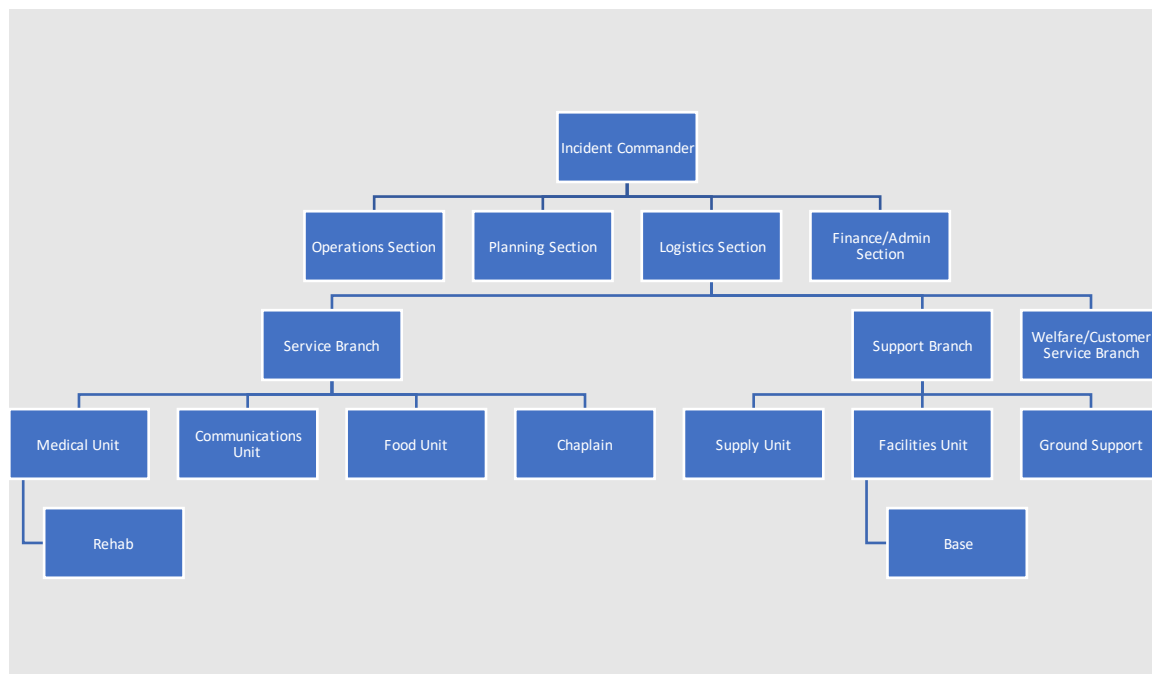 Incident Commander
Operations Section
Planning Section
Logistics Section
Finance/Admin
Section
Service Branch
Support Branch
Welfare/Customer
Service Branch
Medical Unit
Communications
Unit
Food Unit
Chaplain
Supply Unit
Facilities Unit
Ground Support
Rehab
Base